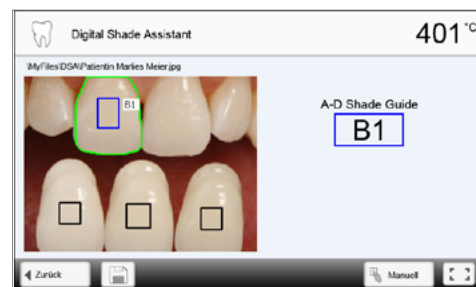 Digital Shade Assistant
401 °C
\MyFiles\DSA\Patientin Marlies Meier.jpg
B1
A-D Shade Guide
B1
Zurück
Manuell